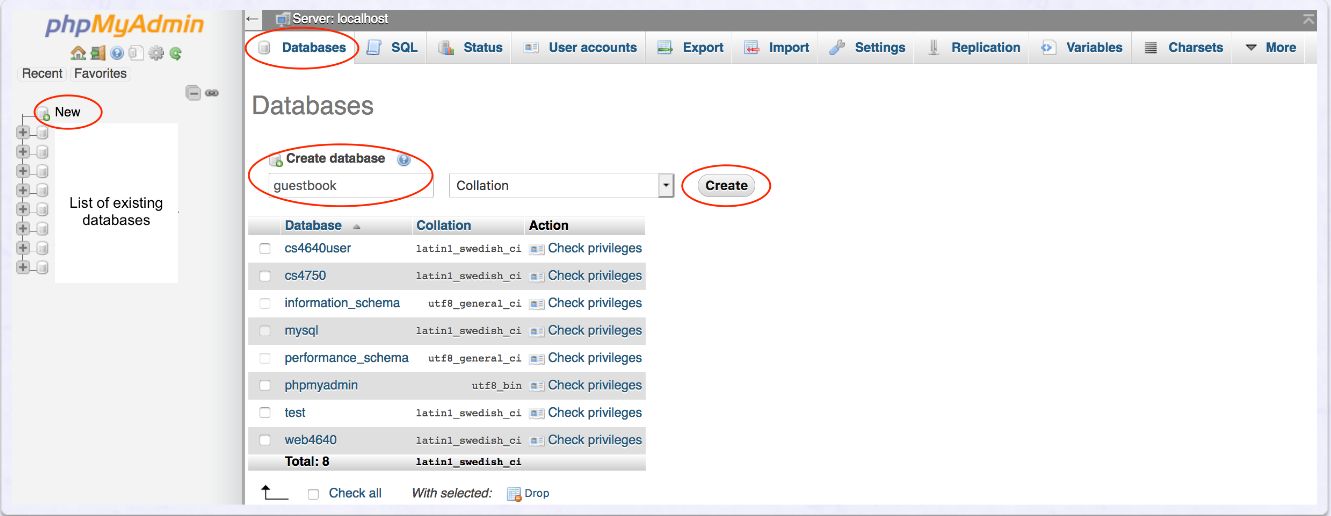 phpMyAdmin
Recent Favorites
New
List of existing
databases
Server: localhost
Databases SQL Status User accounts Export Import Settings Replication Variables Charsets More
Databases
Create database
guestbook Collation Create
Database Collation Action
cs4640user latin1_swedish_ci Check privileges
cs4750 latin1_swedish_ci Check privileges
information_schema utf8_general_ci Check privileges
mysql latin1_swedish_ci Check privileges
performance_schema utf8_general_ci Check privileges
phpmyadmin utf8_bin Check privileges
test latin1_swedish_ci Check privileges
web4640 latin1_swedish_ci Check privileges
Total: 8 latin1_swedish_ci
Check all With selected: Drop